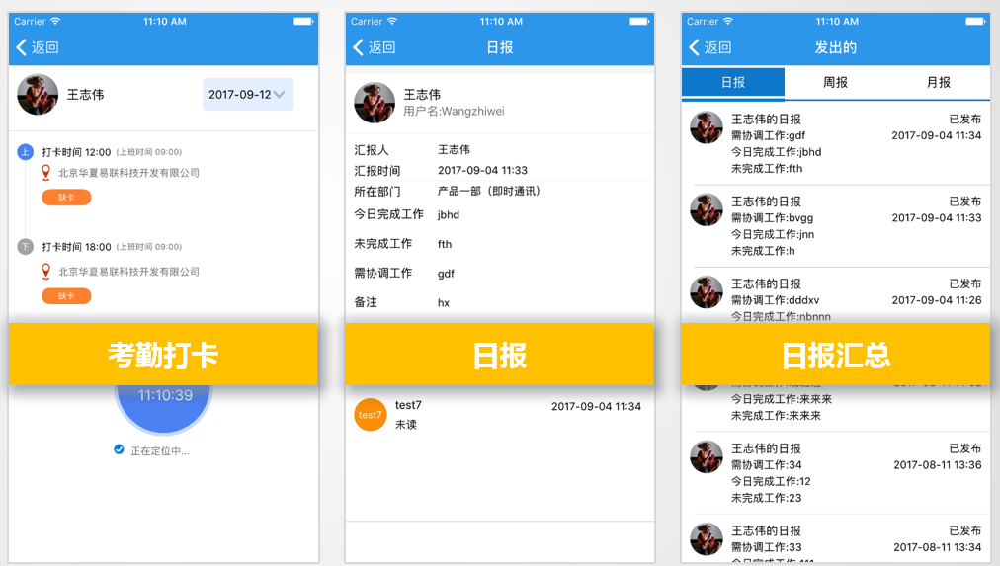 Carrier 11:10 AM
返回
王志伟
2017-09-12
上
打卡时间 12:00 (上班时间 09:00)
北京华夏易联科技开发有限公司
缺卡
下
打卡时间 18:00 (上班时间 09:00)
北京华夏易联科技开发有限公司
缺卡
考勤打卡
11:10:39
正在定位中...
Carrier 11:10 AM
返回 日报
王志伟
用户名:Wangzhiwei
汇报人 王志伟
汇报时间 2017-09-04 11:33
所在部门 产品一部（即时通讯）
今日完成工作 jbhd
未完成工作 fth
需协调工作 gdf
备注 hx
日报
test7
test7 2017-09-04 11:34
未读
Carrier 11:10 AM
返回 发出的
日报 周报 月报
王志伟的日报 已发布
需协调工作:gdf 2017-09-04 11:34
今日完成工作:jbhd
未完成工作:fth
王志伟的日报 已发布
需协调工作:bvgg 2017-09-04 11:33
今日完成工作:jnn
未完成工作:h
王志伟的日报 已发布
需协调工作:dddxv 2017-09-04 11:26
今日完成工作:nbnnn
日报汇总
今日完成工作:来来来
未完成工作:来来来
王志伟的日报 已发布
需协调工作:34 2017-08-11 13:36
今日完成工作:12
未完成工作:23
王志伟的日报 已发布
需协调工作:33 2017-08-11 13:34